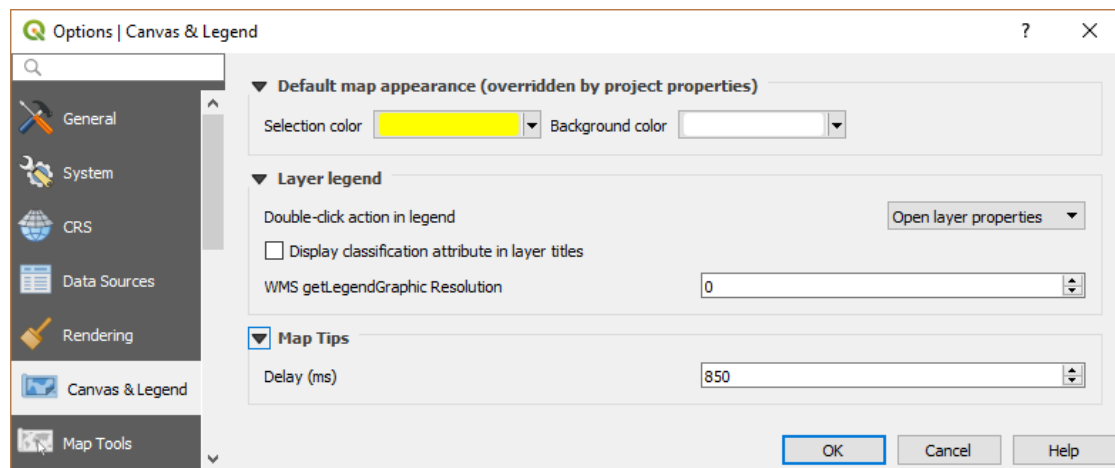 Options | Canvas & Legend
?
General
System
CRS
Data Sources
Rendering
Canvas & Legend
Map Tools
Default map appearance (overridden by project properties)
Selection color Background color
Layer legend
Double-click action in legend Open layer properties
Display classification attribute in layer titles
WMS getLegendGraphic Resolution 0
Map Tips
Delay (ms) 850
OK Cancel Help